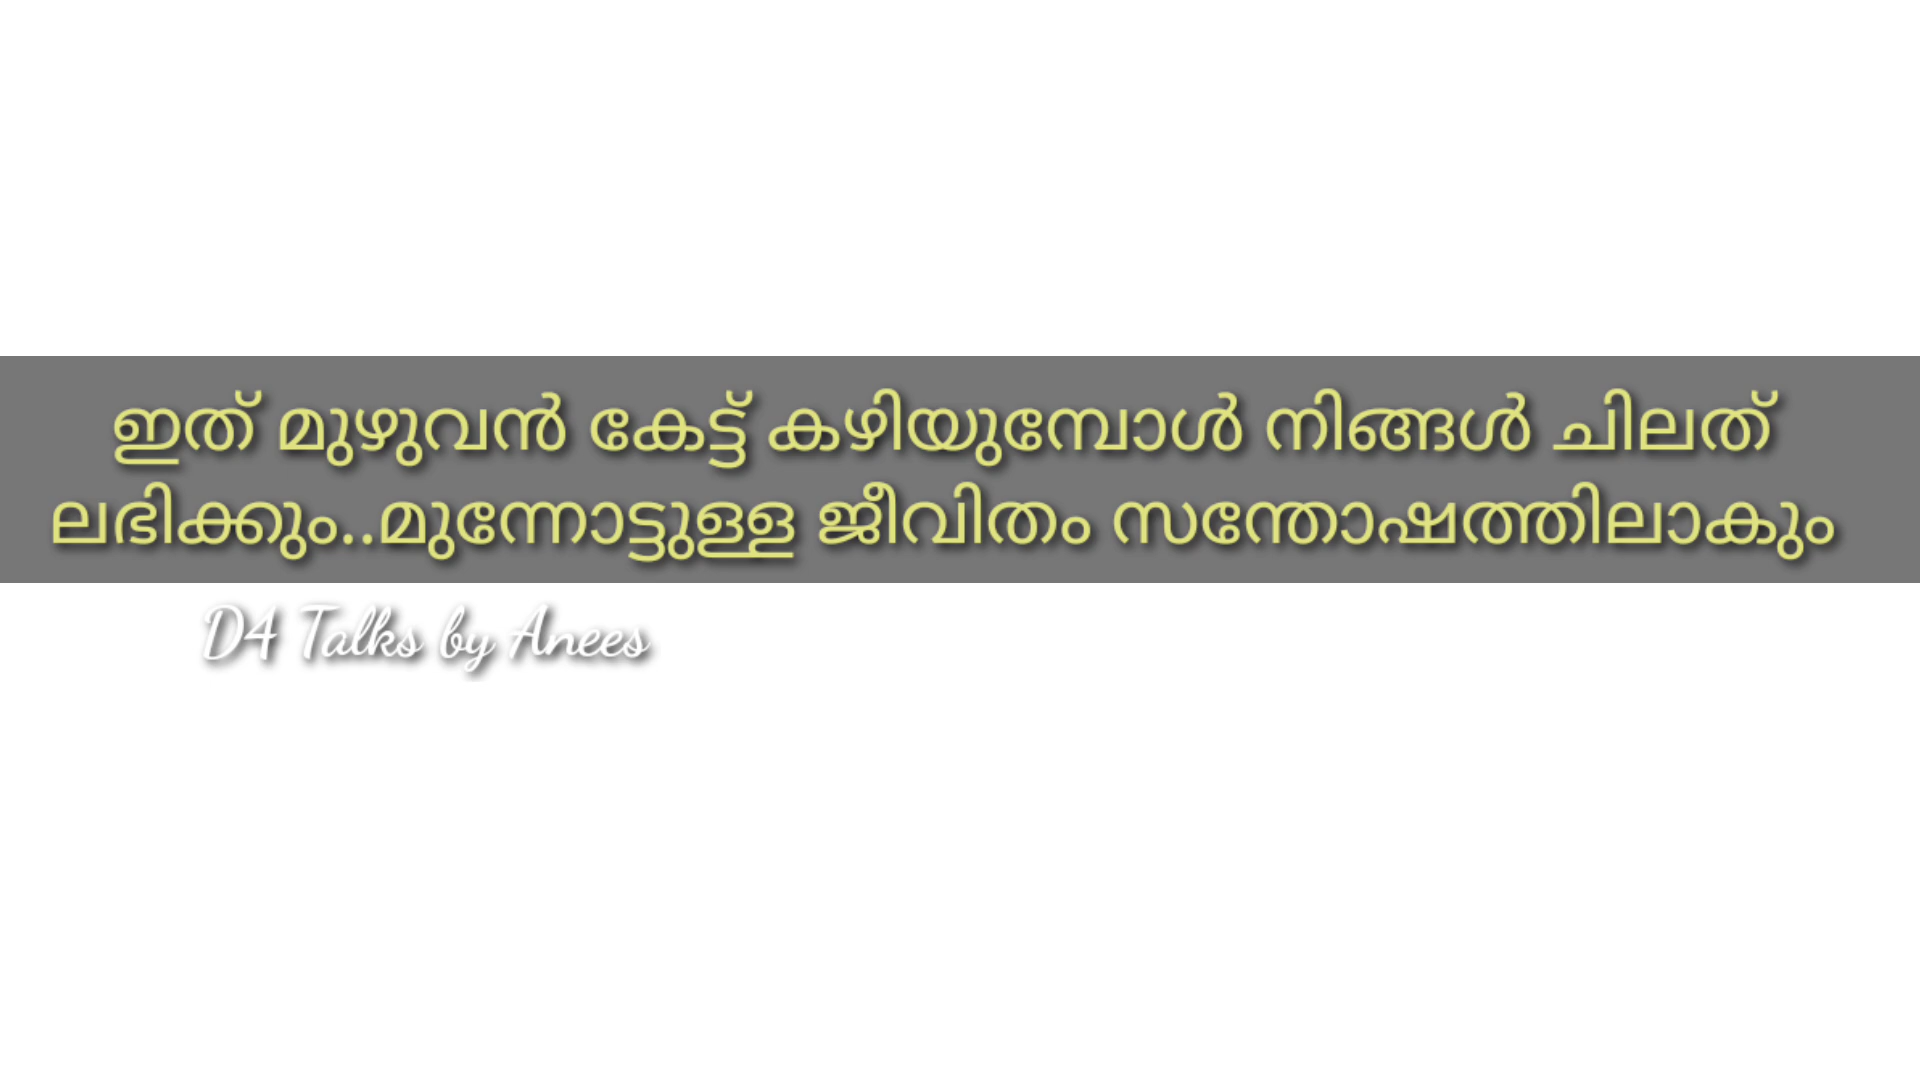 ഇത് മുഴുവൻ കേട്ട് കഴിയുമ്പോൾ നിങ്ങൾ ചിലത്
ലഭിക്കും..മുന്നോട്ടുള്ള ജീവിതം സന്തോഷത്തിലാകും
D4 Talks by Anees